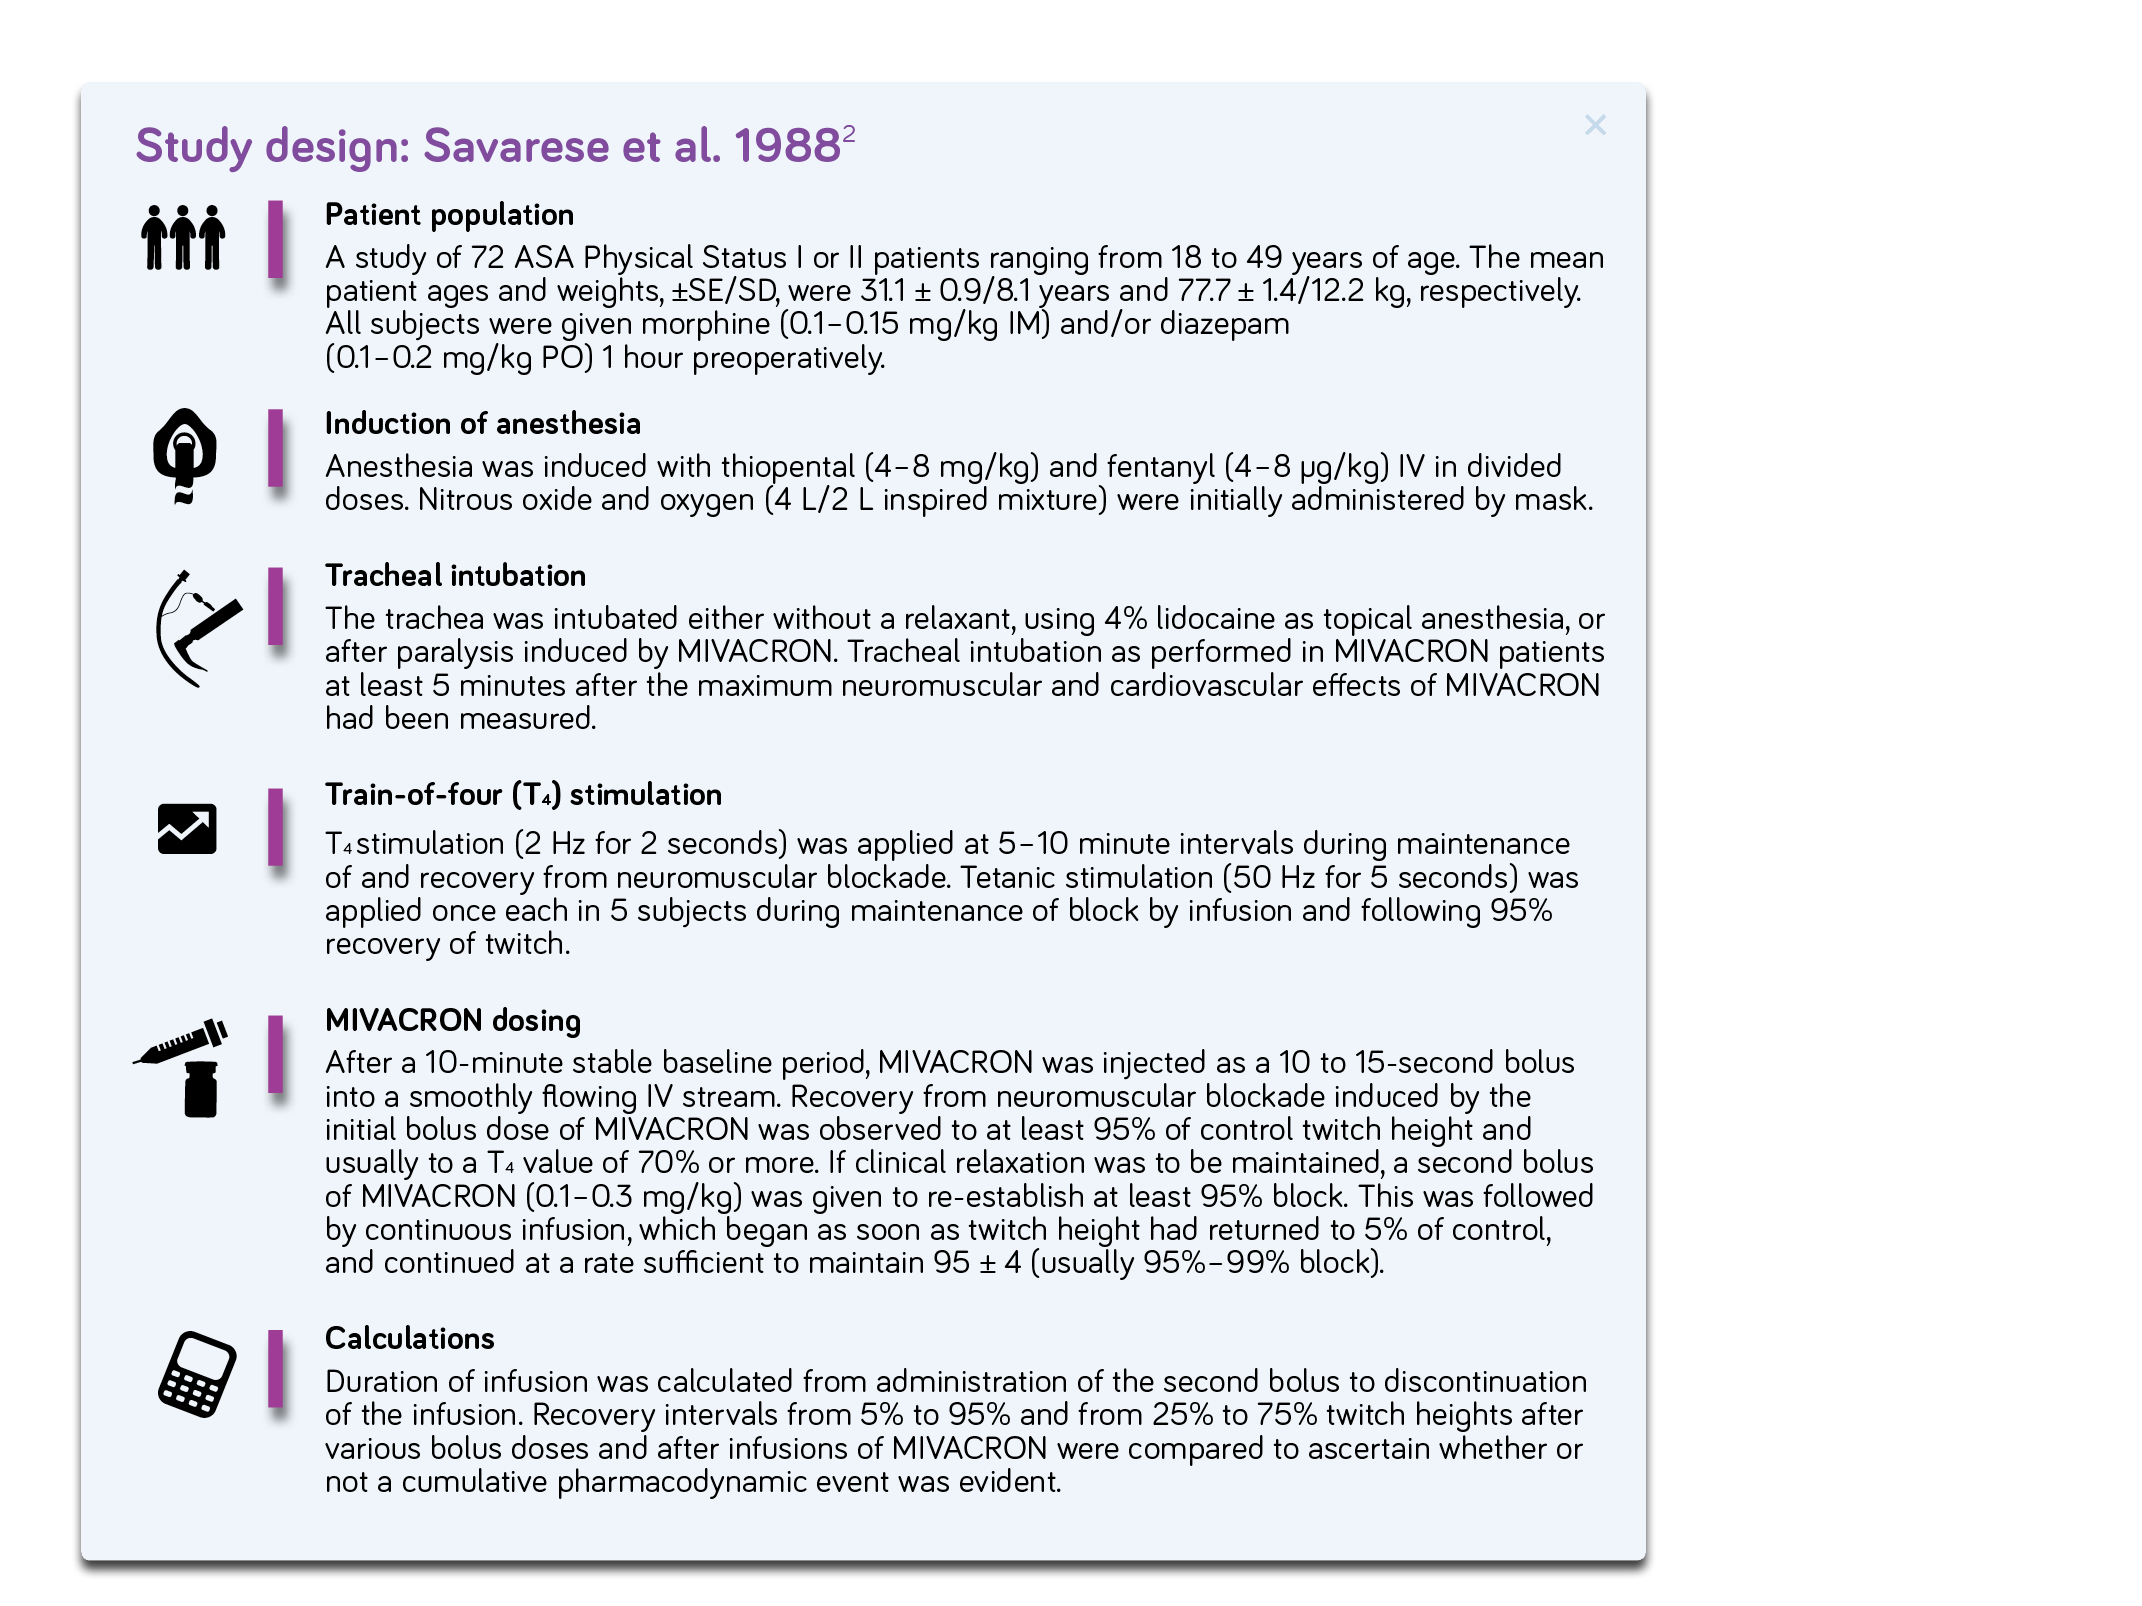 Study design: Savarese et al. 1988²
Patient population
A study of 72 ASA Physical Status I or II patients ranging from 18 to 49 years of age. The mean
patient ages and weights, ±SE/SD, were 31.1 ± 0.9/8.1 years and 77.7 ± 1.4/12.2 kg, respectively.
All subjects were given morphine (0.1–0.15 mg/kg IM) and/or diazepam
(0.1–0.2 mg/kg PO) 1 hour preoperatively.
Induction of anesthesia
Anesthesia was induced with thiopental (4–8 mg/kg) and fentanyl (4–8 µg/kg) IV in divided
doses. Nitrous oxide and oxygen (4 L/2 L inspired mixture) were initially administered by mask.
Tracheal intubation
The trachea was intubated either without a relaxant, using 4% lidocaine as topical anesthesia, or
after paralysis induced by MIVACRON. Tracheal intubation as performed in MIVACRON patients
at least 5 minutes after the maximum neuromuscular and cardiovascular effects of MIVACRON
had been measured.
Train-of-four (T₄) stimulation
T₄ stimulation (2 Hz for 2 seconds) was applied at 5–10 minute intervals during maintenance
of and recovery from neuromuscular blockade. Tetanic stimulation (50 Hz for 5 seconds) was
applied once each in 5 subjects during maintenance of block by infusion and following 95%
recovery of twitch.
MIVACRON dosing
After a 10-minute stable baseline period, MIVACRON was injected as a 10 to 15-second bolus
into a smoothly flowing IV stream. Recovery from neuromuscular blockade induced by the
initial bolus dose of MIVACRON was observed to at least 95% of control twitch height and
usually to a T₄ value of 70% or more. If clinical relaxation was to be maintained, a second bolus
of MIVACRON (0.1–0.3 mg/kg) was given to re-establish at least 95% block. This was followed
by continuous infusion, which began as soon as twitch height had returned to 5% of control,
and continued at a rate sufficient to maintain 95 ± 4 (usually 95%–99% block).
Calculations
Duration of infusion was calculated from administration of the second bolus to discontinuation
of the infusion. Recovery intervals from 5% to 95% and from 25% to 75% twitch heights after
various bolus doses and after infusions of MIVACRON were compared to ascertain whether or
not a cumulative pharmacodynamic event was evident.